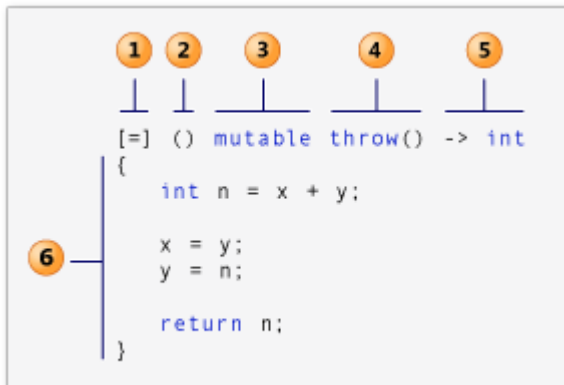 1 2 3 4 5
[=] () mutable throw() -> int
{
int n = x + y;
6
x = y;
y = n;
return n;
}